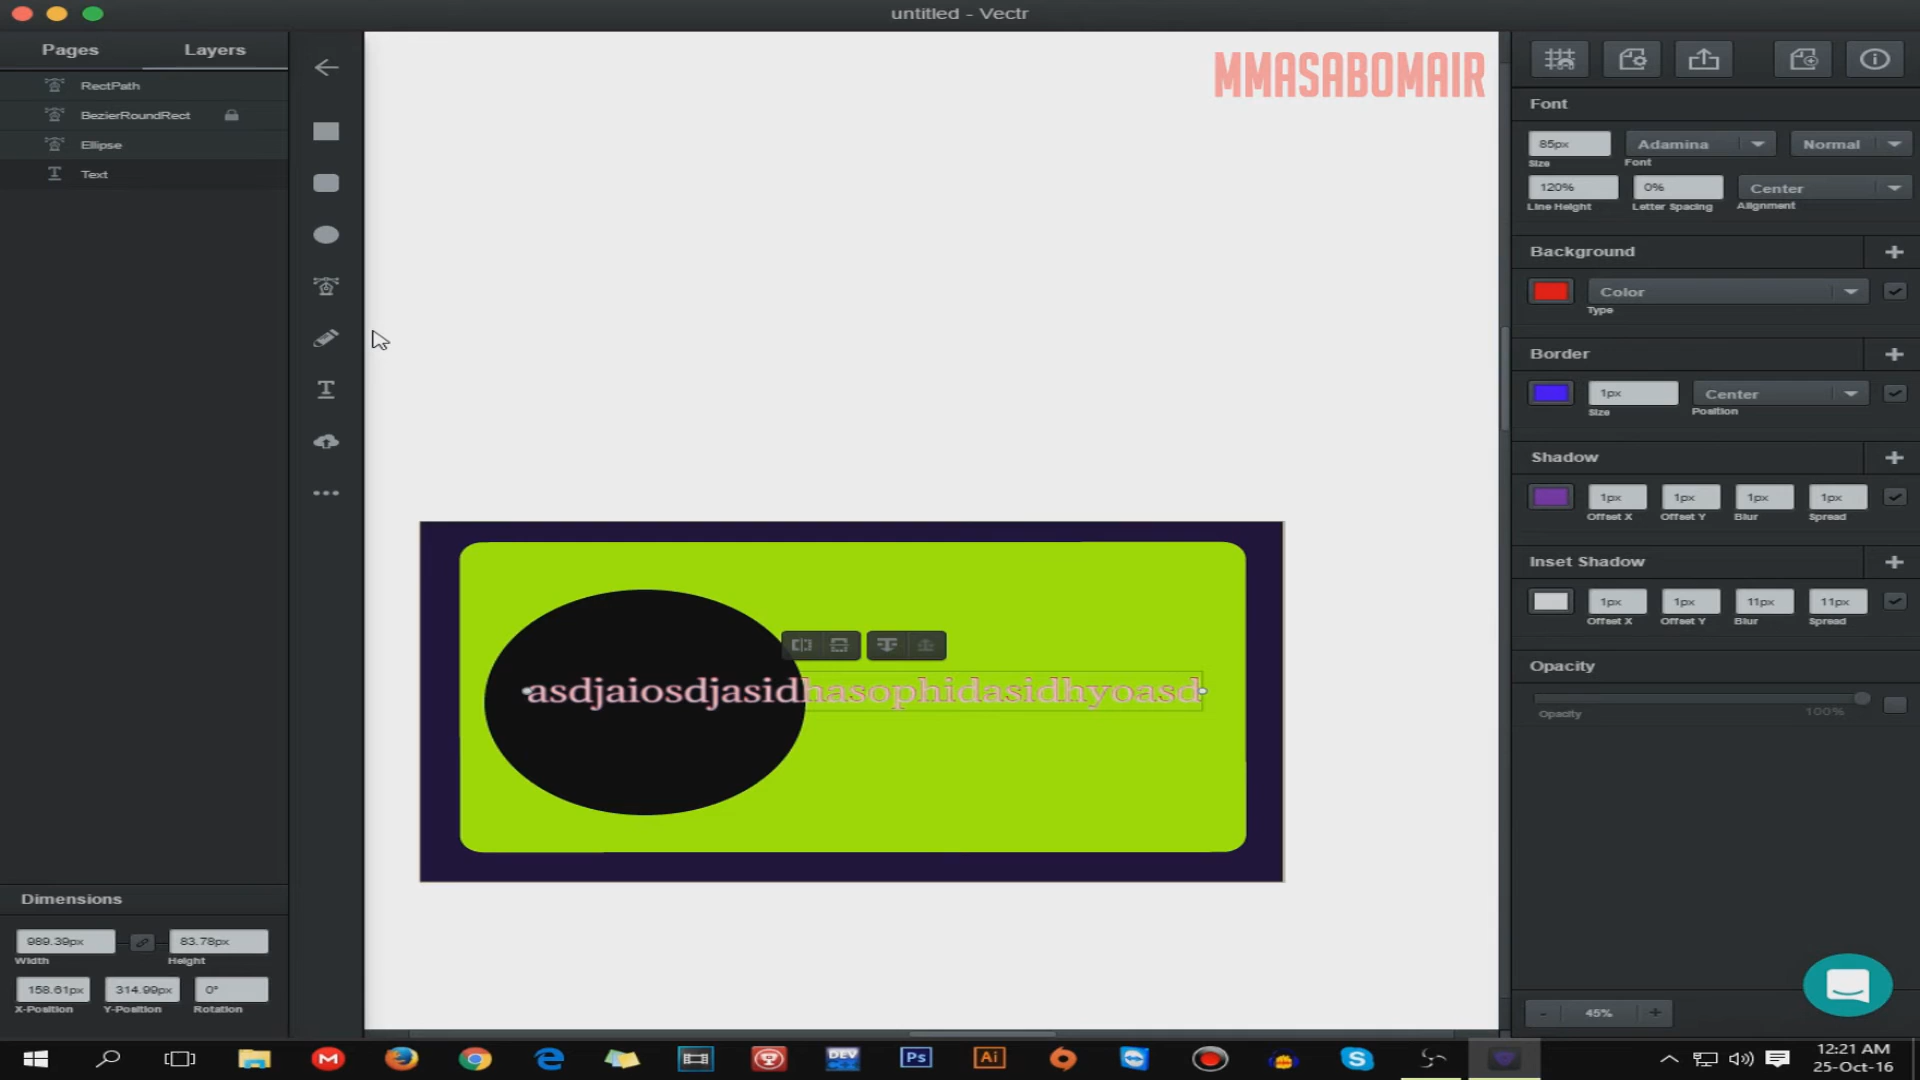 untitled - Vectr
Pages
Layers
RectPath
BezierRoundRect
Ellipse
Text
MMASABOMAIR
asdjaiosdjasidhasophidasidhyoasd
Font
85px
Adamina
Normal
Size
Font
120%
0%
Center
Line Height
Letter Spacing
Alignment
Background
Color
Type
Border
1px
Center
Size
Position
Shadow
1px
1px
1px
1px
Offset X
Offset Y
Blur
Spread
Inset Shadow
1px
1px
11px
11px
Offset X
Offset Y
Blur
Spread
Opacity
Opacity
100%
Dimensions
989.39px
83.78px
Width
Height
158.61px
314.99px
0°
X-Position
Y-Position
Rotation
- 45% +
M
DEV
Ps
Ai
S
12:21 AM
25-Oct-16